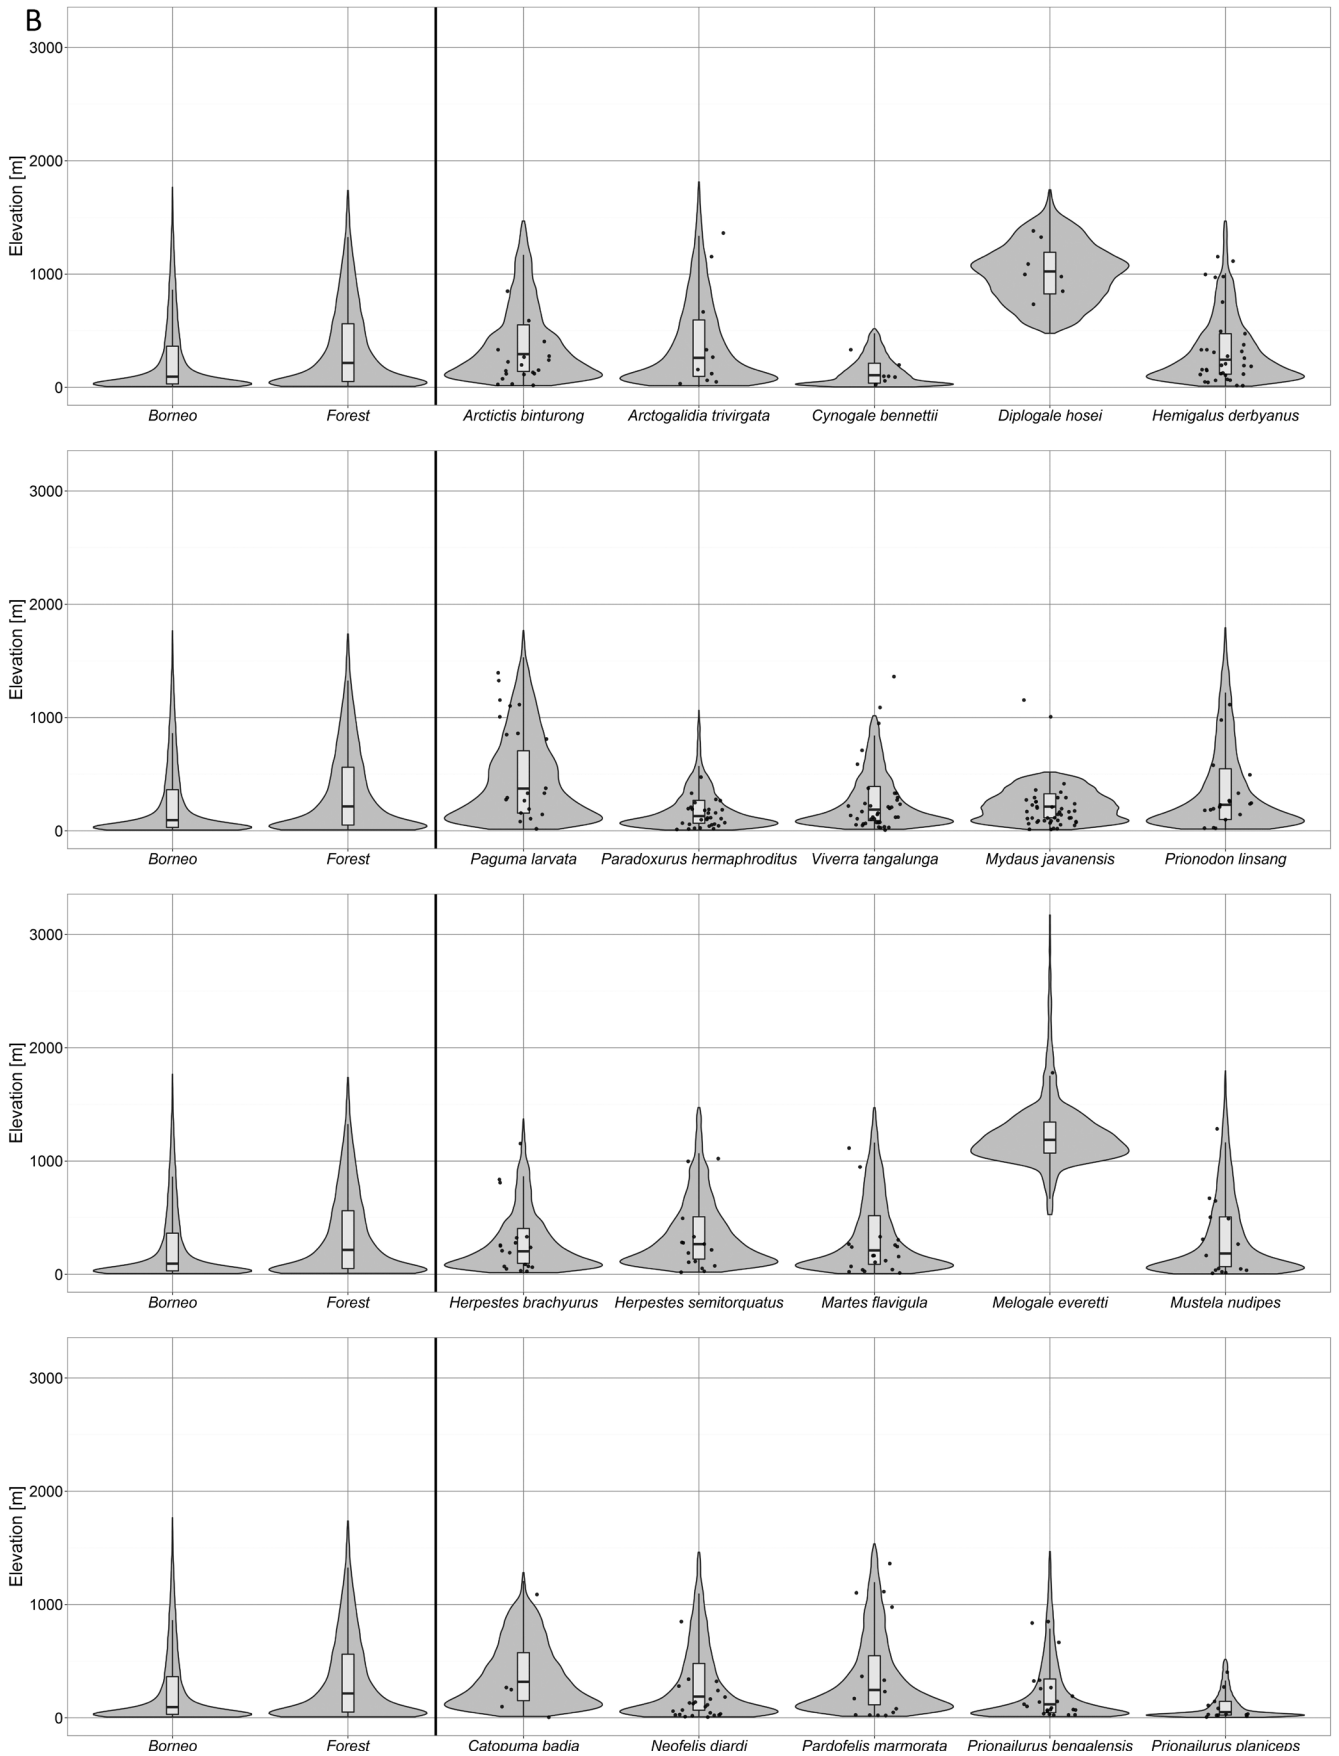 B
3000
2000
1000
0
Elevation [m]
Borneo Forest Arctictis binturong Arctogalidia trivirgata Cynogale bennettii Diplogale hosei Hemigalus derbyanus
3000
2000
1000
0
Elevation [m]
Borneo Forest Paguma larvata Paradoxurus hermaphroditus Viverra tangalunga Mydaus javanensis Prionodon linsang
3000
2000
1000
0
Elevation [m]
Borneo Forest Herpestes brachyurus Herpestes semitorquatus Martes flavigula Melogale everetti Mustela nudipes
3000
2000
1000
0
Elevation [m]
Borneo Forest Catopuma badia Neofelis diardi Pardofelis marmorata Prionailurus bengalensis Prionailurus planiceps